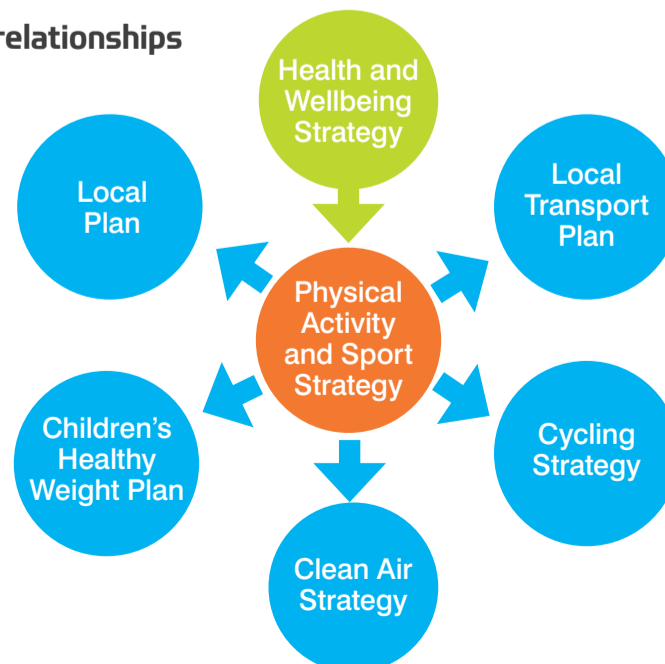 relationships
Health and
Wellbeing
Strategy
Local
Plan
Local
Transport
Plan
Physical
Activity
and Sport
Strategy
Children’s
Healthy
Weight Plan
Cycling
Strategy
Clean Air
Strategy